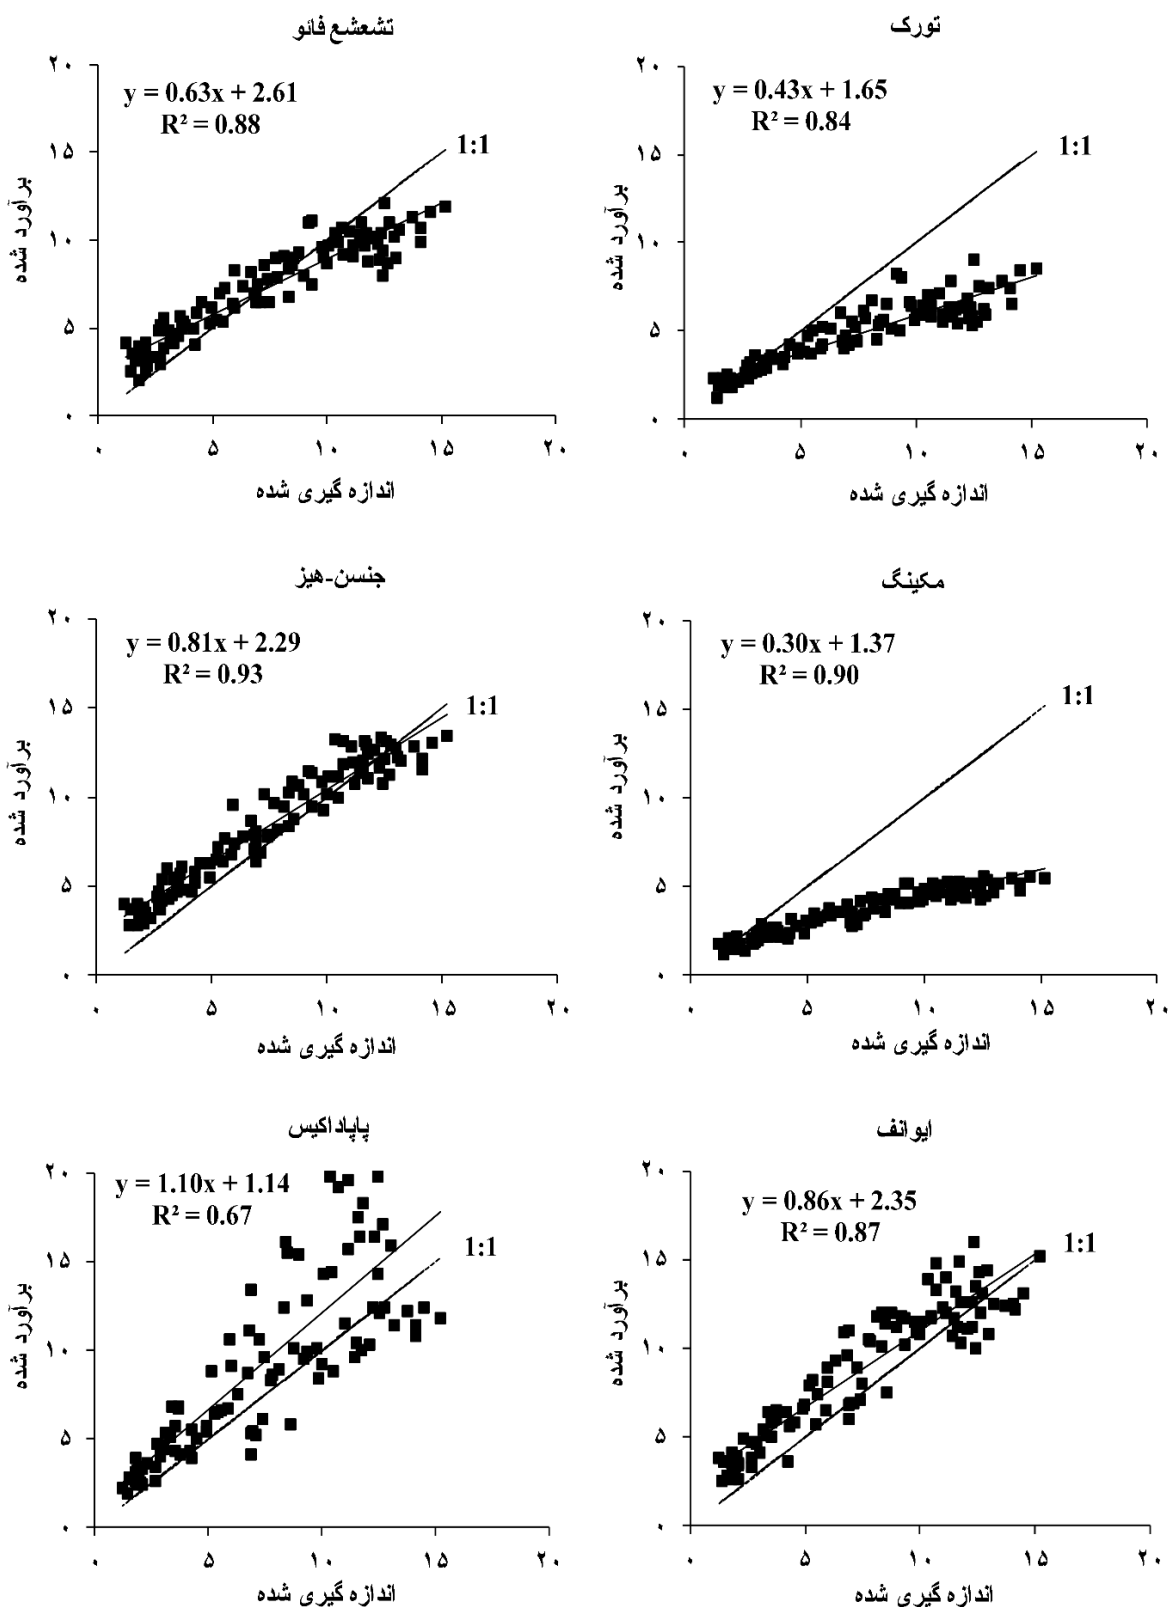 تورک
۲۰
۱۵
۱۰
۵
۰
y = 0.43x + 1.65
R² = 0.84
1:1
برآورد شده
۰ ۵ ۱۰ ۱۵ ۲۰
اندازه گیری شده
تشعشع فائو
۲۰
۱۵
۱۰
۵
۰
y = 0.63x + 2.61
R² = 0.88
1:1
برآورد شده
۰ ۵ ۱۰ ۱۵ ۲۰
اندازه گیری شده
مکینگ
۲۰
۱۵
۱۰
۵
۰
y = 0.30x + 1.37
R² = 0.90
1:1
برآورد شده
۰ ۵ ۱۰ ۱۵ ۲۰
اندازه گیری شده
جنسن-هیز
۲۰
۱۵
۱۰
۵
۰
y = 0.81x + 2.29
R² = 0.93
1:1
برآورد شده
۰ ۵ ۱۰ ۱۵ ۲۰
اندازه گیری شده
ایوانف
۲۰
۱۵
۱۰
۵
۰
y = 0.86x + 2.35
R² = 0.87
1:1
برآورد شده
۰ ۵ ۱۰ ۱۵ ۲۰
اندازه گیری شده
پاپاداکیس
۲۰
۱۵
۱۰
۵
۰
y = 1.10x + 1.14
R² = 0.67
1:1
برآورد شده
۰ ۵ ۱۰ ۱۵ ۲۰
اندازه گیری شده